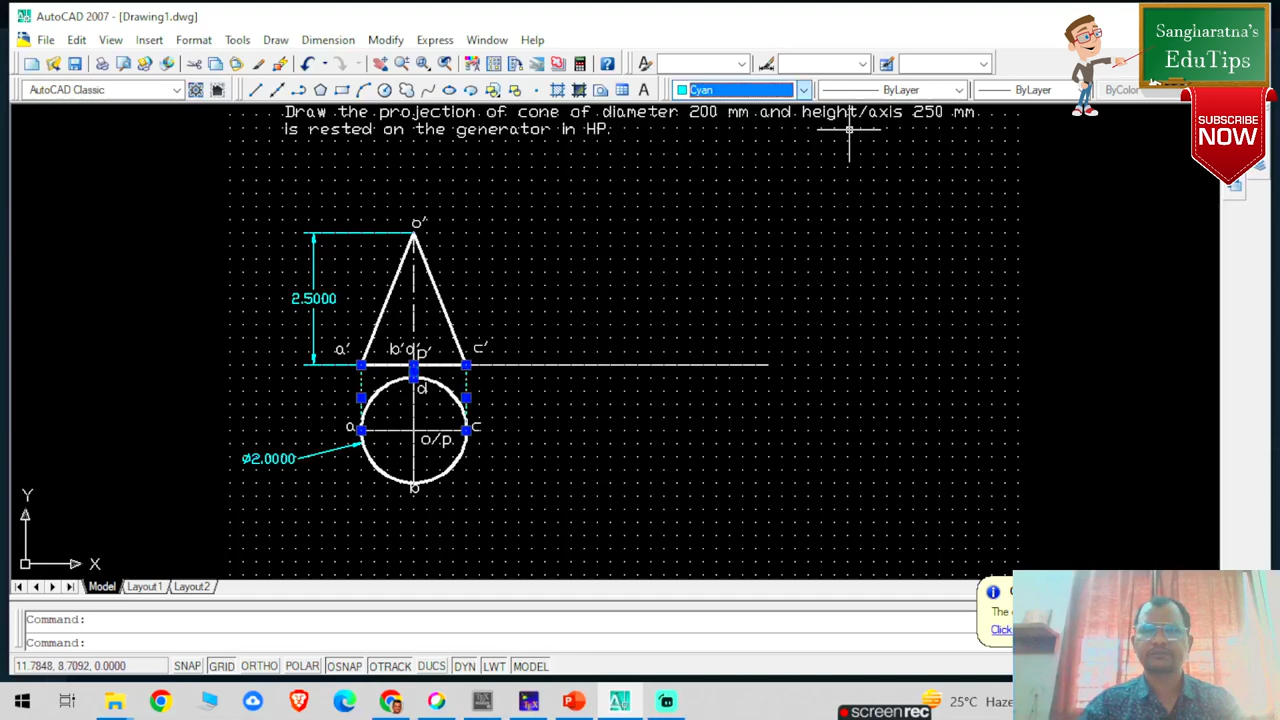 AutoCAD 2007 - [Drawing1.dwg]
File Edit View Insert Format Tools Draw Dimension Modify Express Window Help
Sangharatna's
EduTips
AutoCAD Classic
Cyan
ByLayer
ByLayer
ByColor
SUBSCRIBE
NOW
Draw the projection of cone of diameter 200 mm and height/axis 250 mm
is rested on the generator in HP.
o'
2.5000
a' b'd' p' c'
d
a c
o/p
ø2.0000
b
Y
X
Model Layout1 Layout2
Command:
Command:
The
Click
11.7848, 8.7092, 0.0000 SNAP GRID ORTHO POLAR OSNAP OTRACK DUCS DYN LWT MODEL
screenrec
25°C Haze